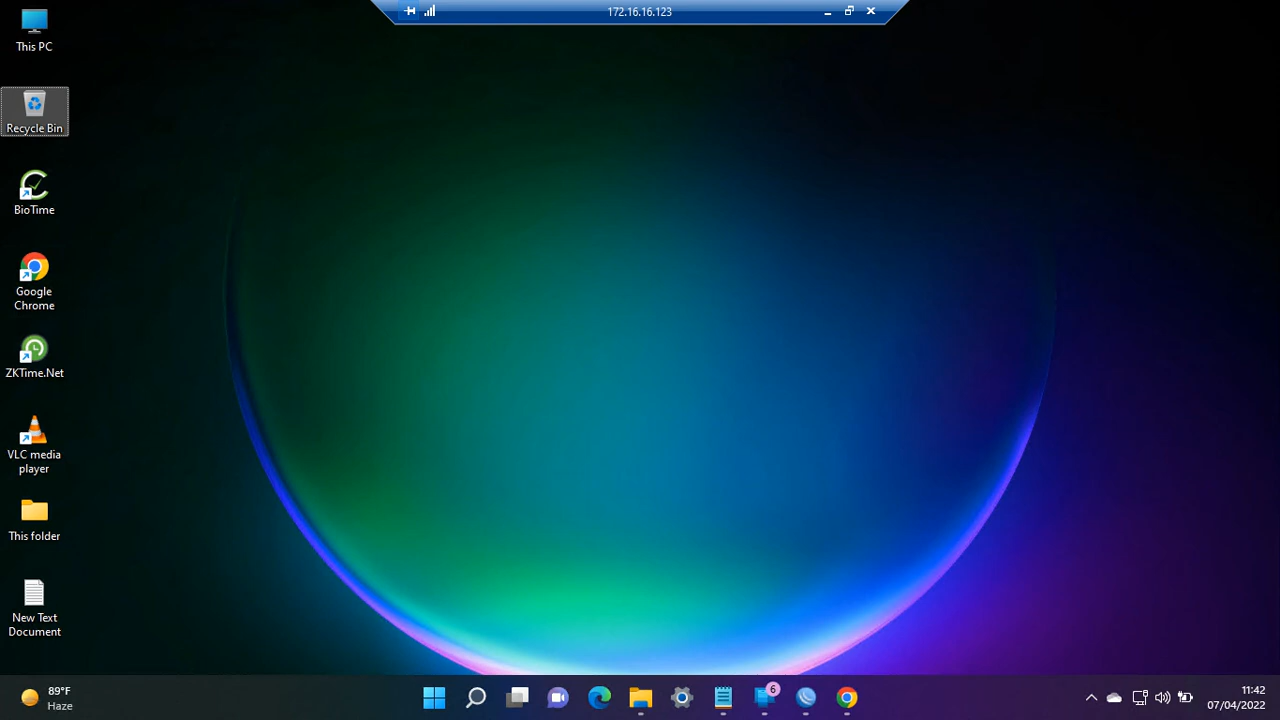 172.16.16.123
This PC
Recycle Bin
BioTime
Google
Chrome
ZKTime.Net
VLC media
player
This folder
New Text
Document
89°F
Haze
6
11:42
07/04/2022